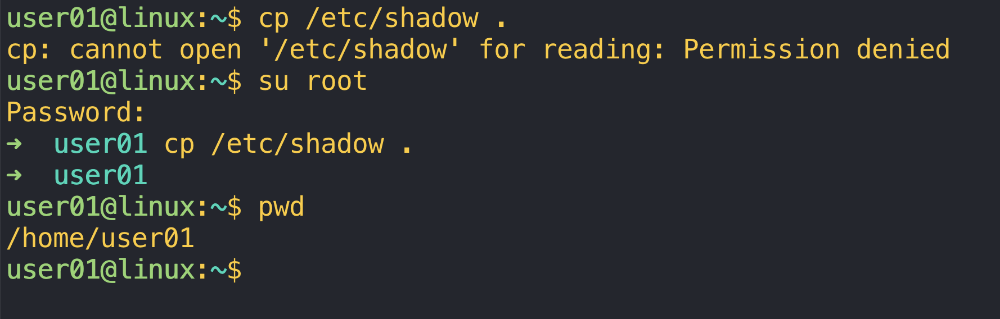 user01@linux:~$ cp /etc/shadow .
cp: cannot open '/etc/shadow' for reading: Permission denied
user01@linux:~$ su root
Password:
➜  user01 cp /etc/shadow .
➜  user01
user01@linux:~$ pwd
/home/user01
user01@linux:~$